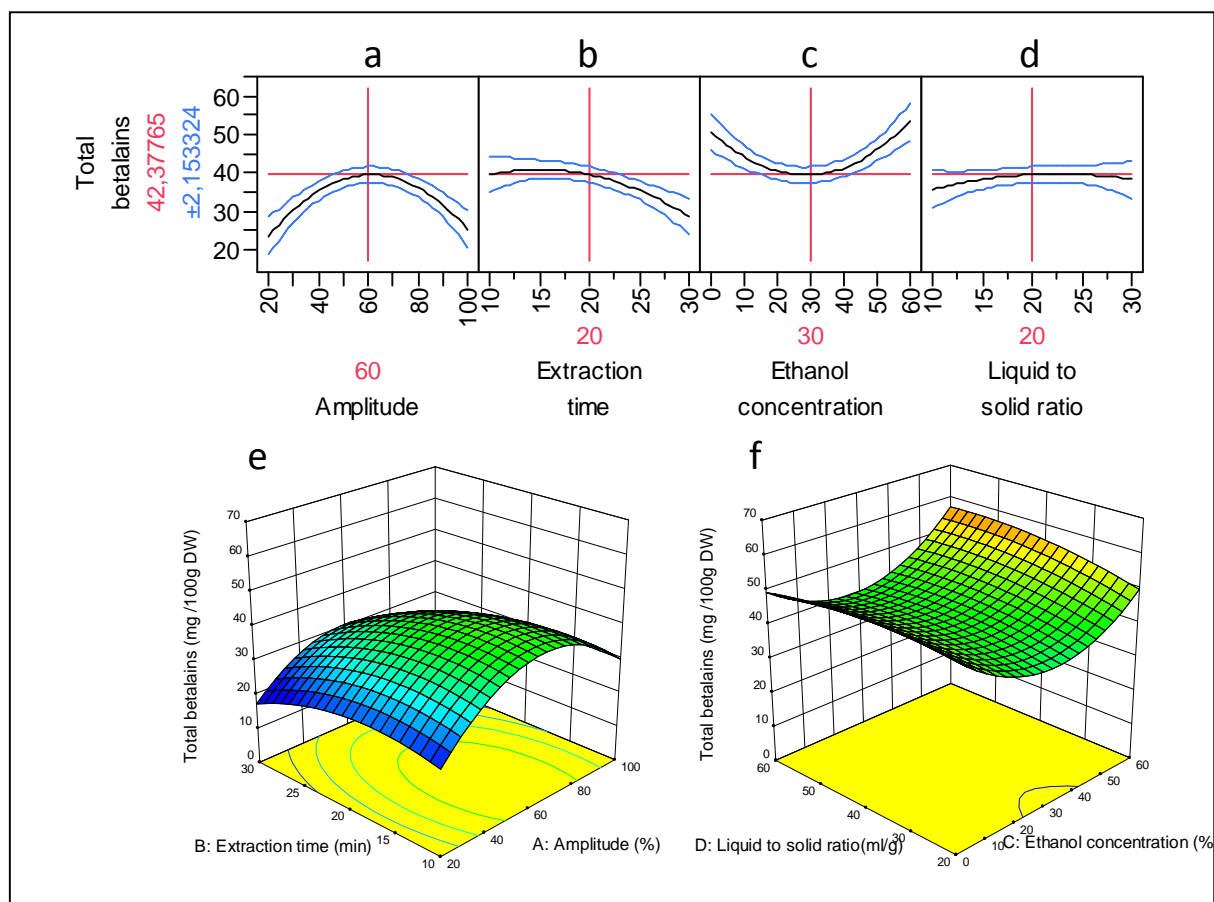 a b c d
Total
betalains
42,37765
±2,153324
60
50
40
30
20
20 40 60 80 100
10 15 20 25 30
0 10 20 30 40 50 60
10 15 20 25 30
60
Amplitude
20
Extraction
time
30
Ethanol
concentration
20
Liquid to
solid ratio
e
Total betalains (mg /100g DW)
70
60
50
40
30
20
10
0
30 25 20 15 10
20 40 60 80 100
B: Extraction time (min)
A: Amplitude (%)
f
Total betalains (mg /100g DW)
70
60
50
40
30
20
10
0
60 50 40 30 20
0 10 20 30 40 50 60
D: Liquid to solid ratio(ml/g)
C: Ethanol concentration (%